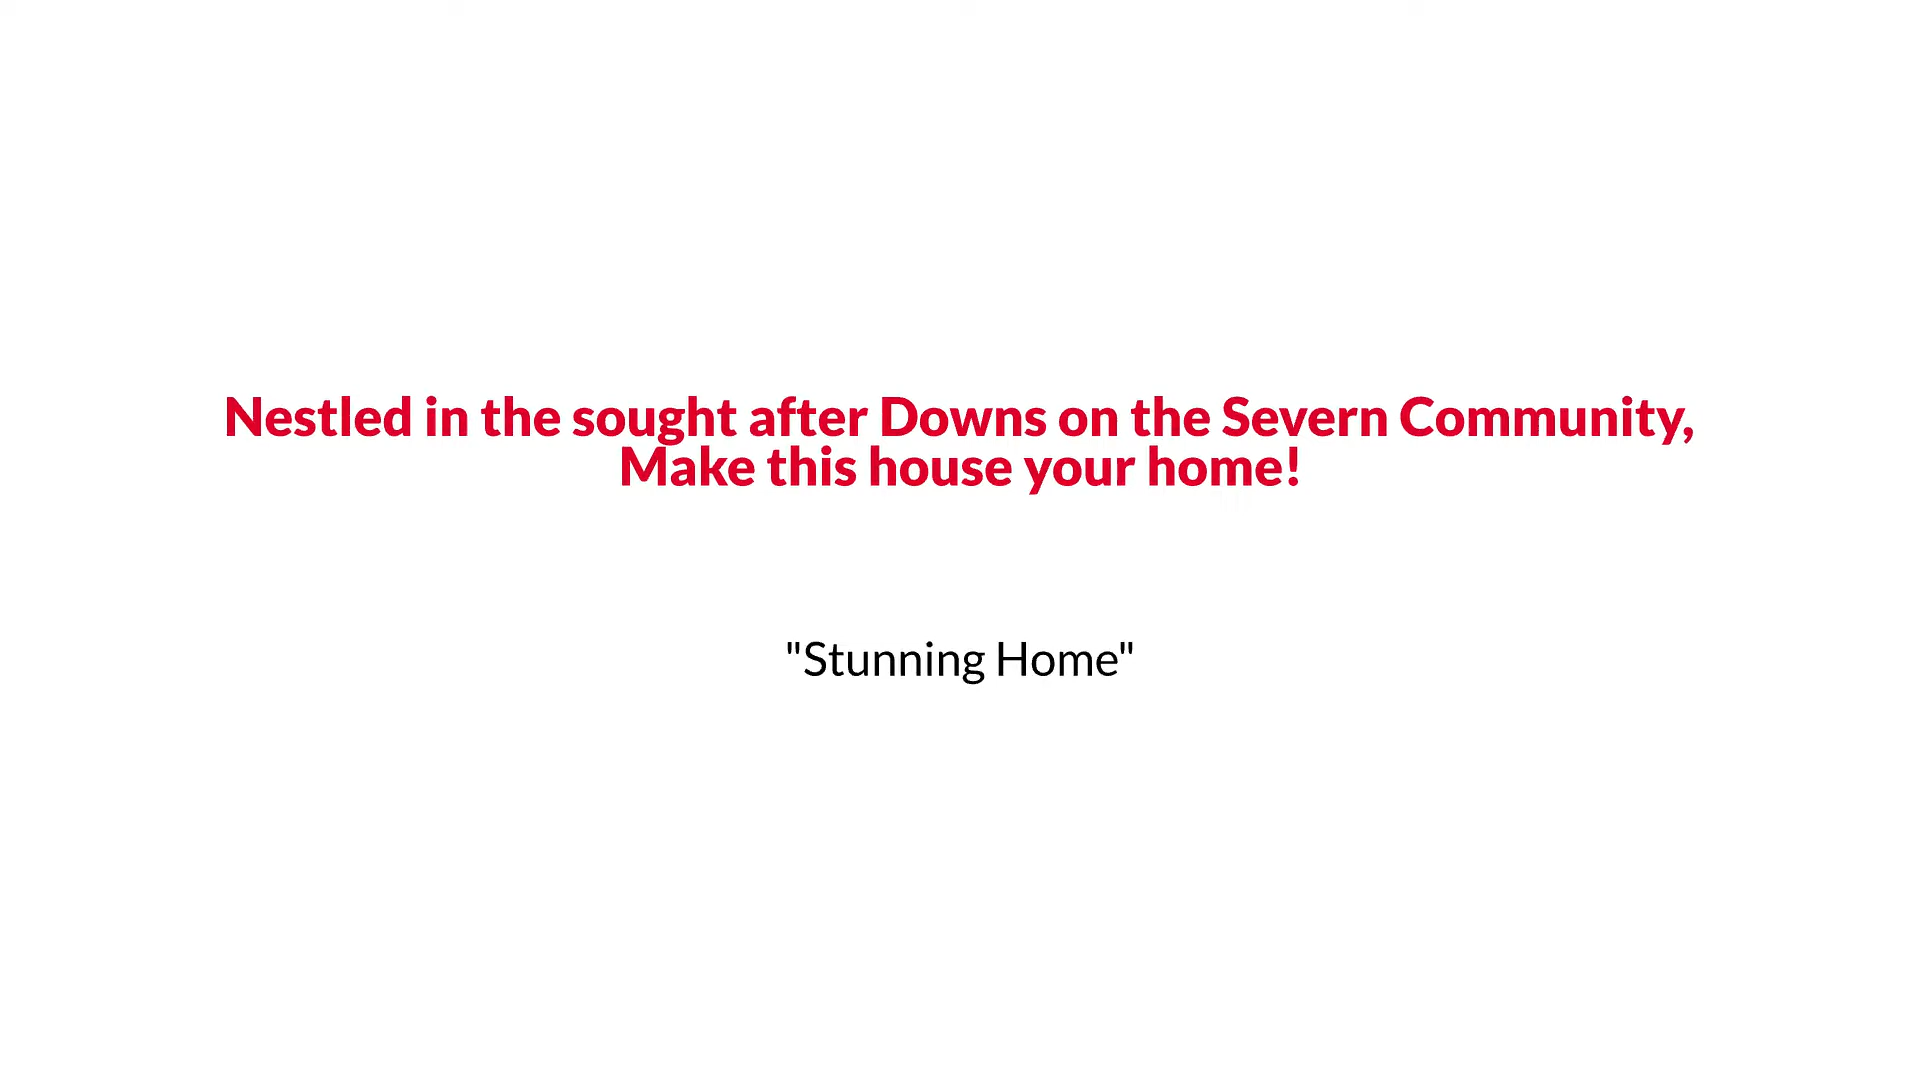 Nestled in the sought after Downs on the Severn Community,
Make this house your home!
"Stunning Home"